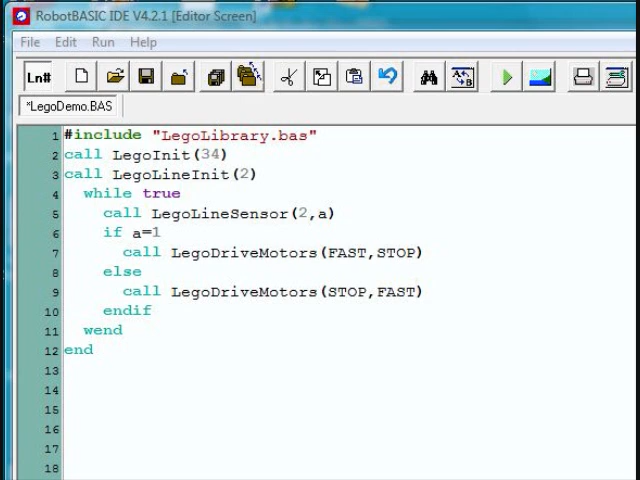 RobotBASIC IDE V4.2.1 [Editor Screen]
File Edit Run Help
Ln#
*LegoDemo.BAS
1 #include "LegoLibrary.bas"
2 call LegoInit(34)
3 call LegoLineInit(2)
4 while true
5 call LegoLineSensor(2,a)
6 if a=1
7 call LegoDriveMotors(FAST,STOP)
8 else
9 call LegoDriveMotors(STOP,FAST)
10 endif
11 wend
12 end
13
14
15
16
17
18